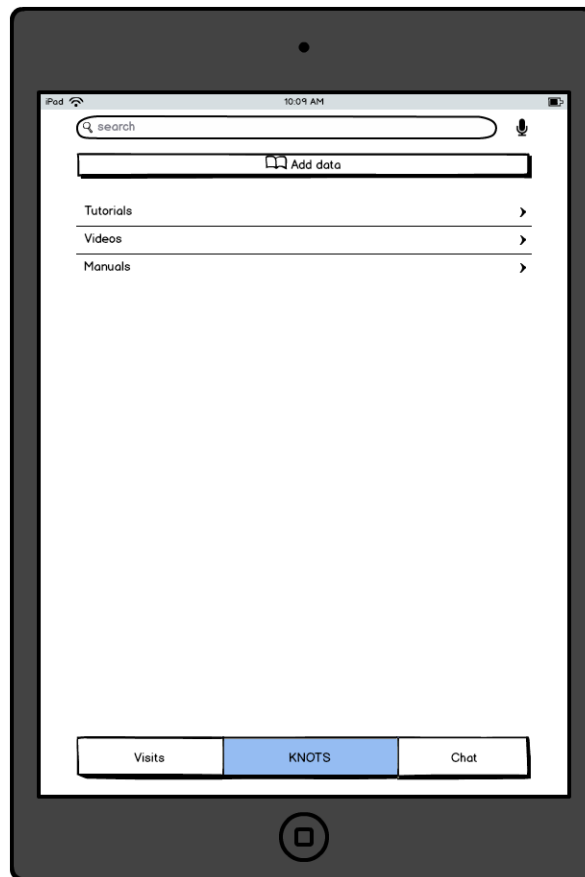 iPad 10:09 AM
search
Add data
Tutorials
Videos
Manuals
Visits KNOTS Chat